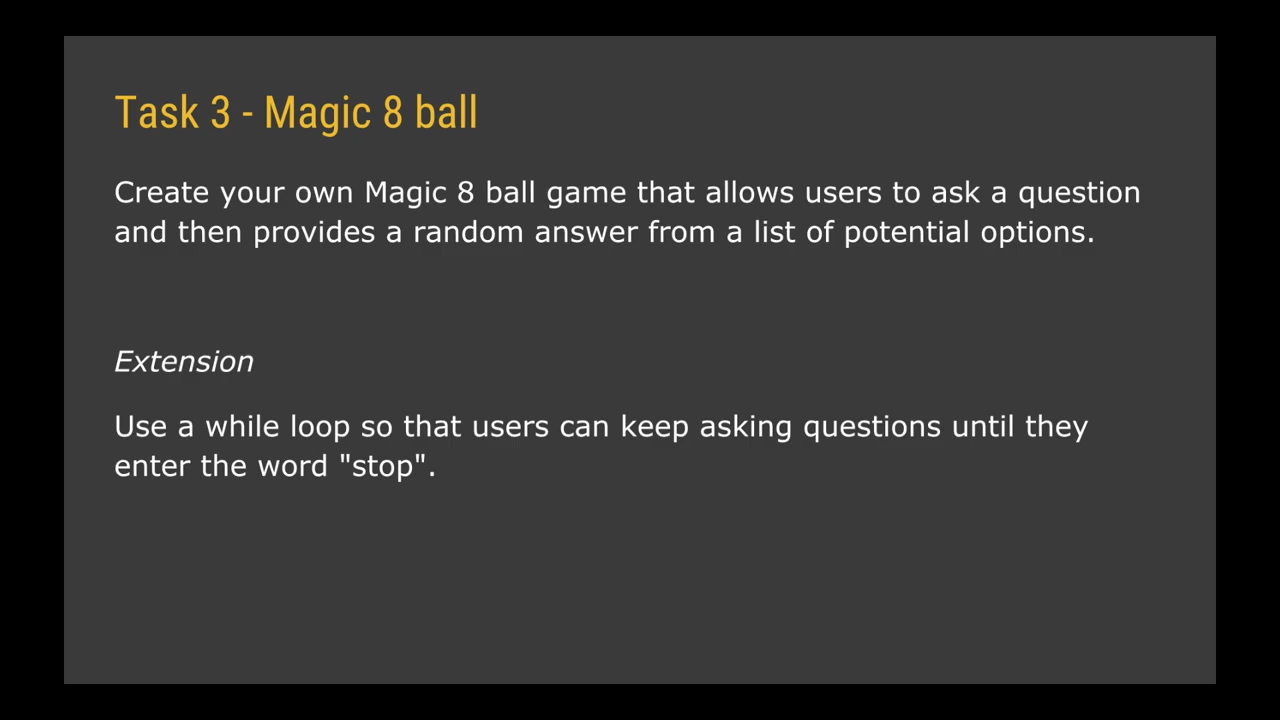 Task 3 - Magic 8 ball
Create your own Magic 8 ball game that allows users to ask a question
and then provides a random answer from a list of potential options.
Extension
Use a while loop so that users can keep asking questions until they
enter the word "stop".